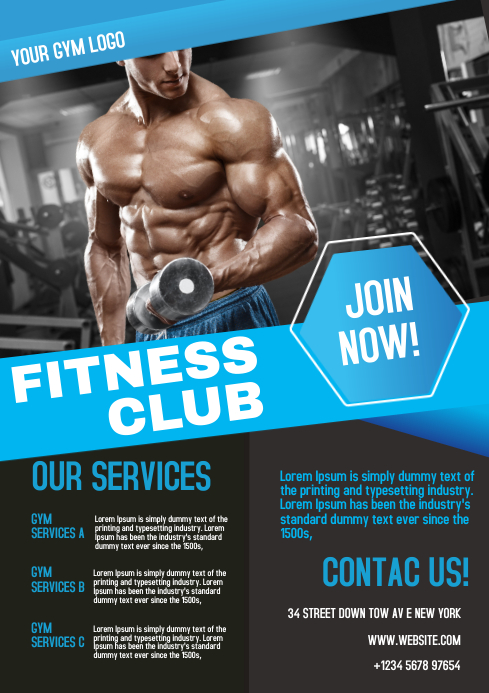 YOUR GYM LOGO
JOIN
NOW!
FITNESS
CLUB
OUR SERVICES
GYM
SERVICES A
Lorem Ipsum is simply dummy text of the
printing and typesetting industry. Lorem
Ipsum has been the industry's standard
dummy text ever since the 1500s,
GYM
SERVICES B
Lorem Ipsum is simply dummy text of the
printing and typesetting industry. Lorem
Ipsum has been the industry's standard
dummy text ever since the 1500s,
GYM
SERVICES C
Lorem Ipsum is simply dummy text of the
printing and typesetting industry. Lorem
Ipsum has been the industry's standard
dummy text ever since the 1500s,
Lorem Ipsum is simply dummy text of
the printing and typesetting industry.
Lorem Ipsum has been the industry's
standard dummy text ever since the
1500s,
CONTAC US!
34 STREET DOWN TOW AV E NEW YORK
WWW.WEBSITE.COM
+1234 5678 97654